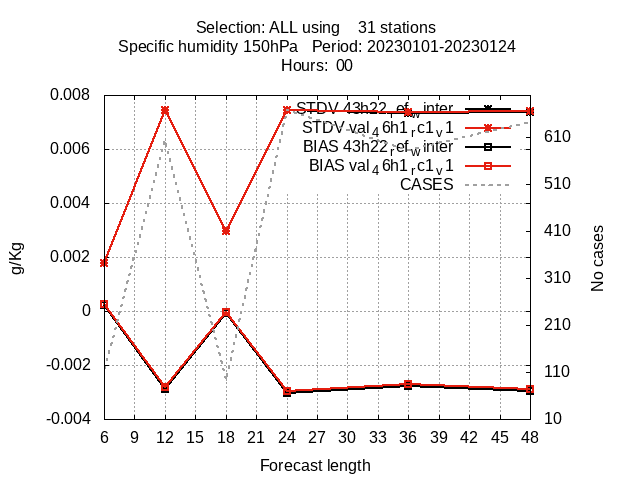 Selection: ALL using 31 stations
Specific humidity 150hPa Period: 20230101-20230124
Hours: 00
0.008
0.006
0.004
0.002
0
-0.002
-0.004
g/Kg
STDV 43h22_ref_winter
STDV val_46h1_rc1_v1
BIAS 43h22_ref_winter
BIAS val_46h1_rc1_v1
CASES
610
510
410
310
210
110
10
No cases
6 9 12 15 18 21 24 27 30 33 36 39 42 45 48
Forecast length